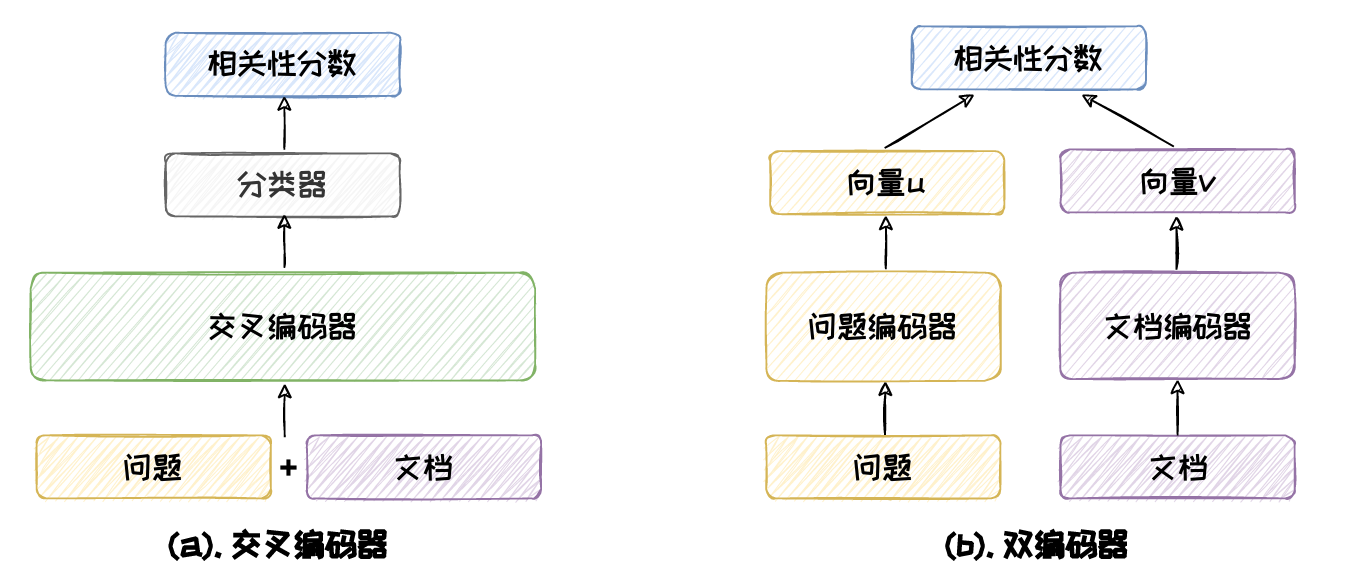 相关性分数
分类器
交叉编码器
问题 + 文档
(a). 交叉编码器
相关性分数
向量u 向量v
问题编码器 文档编码器
问题 文档
(b). 双编码器